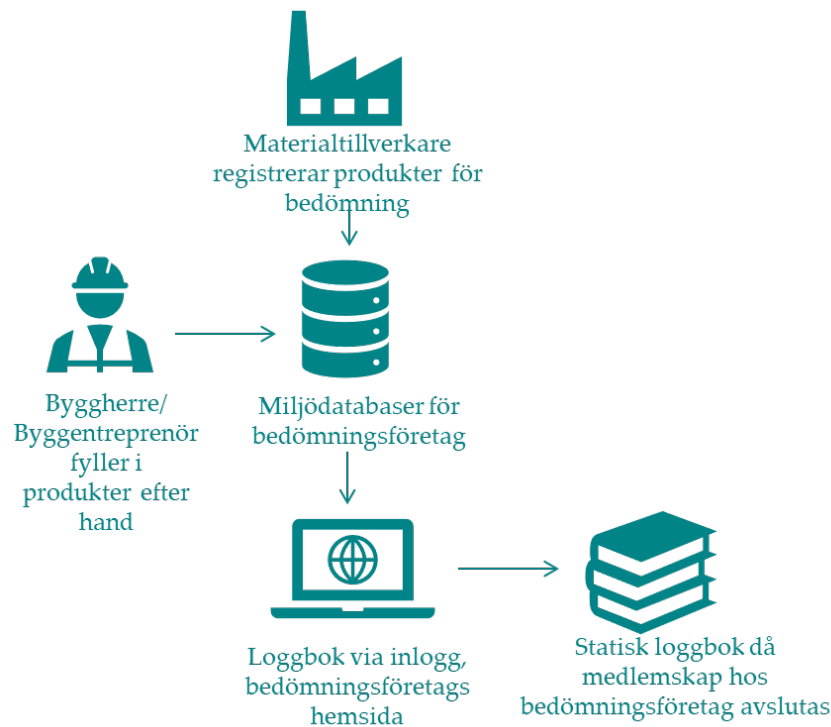 Materialtillverkare
registrerar produkter för
bedömning
Byggherre/
Byggentreprenör
fyller i
produkter efter
hand
Miljödatabaser för
bedömningsföretag
Loggbok via inlogg,
bedömningsföretags
hemsida
Statisk loggbok då
medlemskap hos
bedömningsföretag avslutas